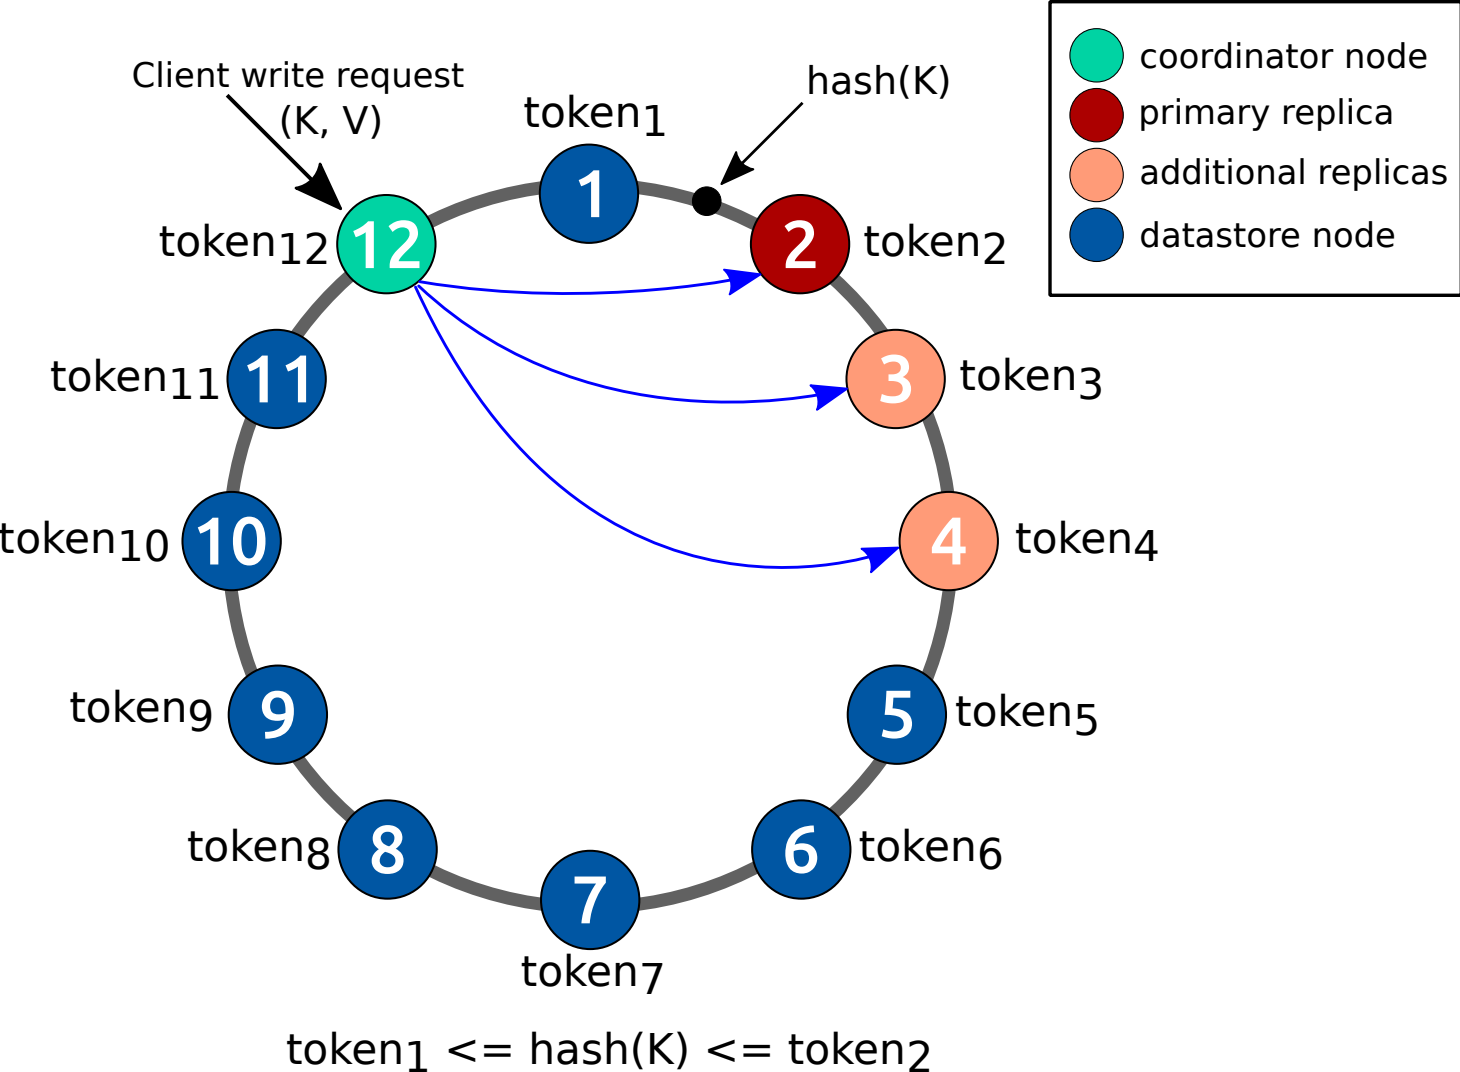 Client write request
(K, V)
hash(K)
coordinator node
primary replica
additional replicas
datastore node
token1
1
token12
12
2
token2
token11
11
3
token3
token10
10
4
token4
token9
9
5
token5
token8
8
6
token6
7
token7
token1 <= hash(K) <= token2